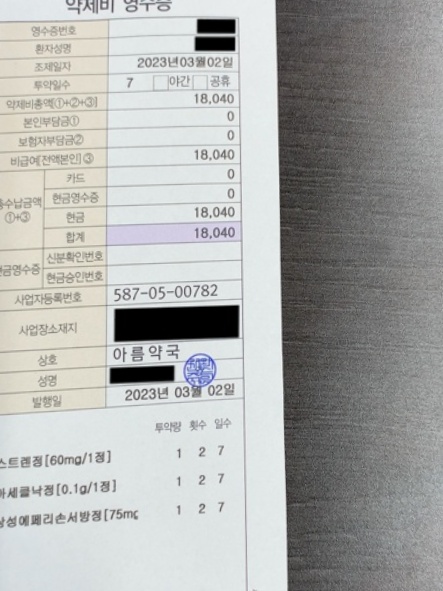 약제비 영수증
영수증번호
환자성명
조제일자 2023년03월02일
투약일수 7 야간 공휴
약제비총액(①+②+③) 18,040
본인부담금① 0
보험자부담금② 0
비급여[전액본인]③ 18,040
카드 0
총수납금액 ①+③
현금영수증 0
현금 18,040
합계 18,040
신분확인번호
현금영수증
현금승인번호
사업자등록번호 587-05-00782
사업장소재지
상호 아름약국
성명
발행일 2023년 03월 02일
투약량 횟수 일수
스트렌정[60mg/1정] 1 2 7
아세클낙정[0.1g/1정] 1 2 7
삼성에페리손서방정[75mg 1 2 7